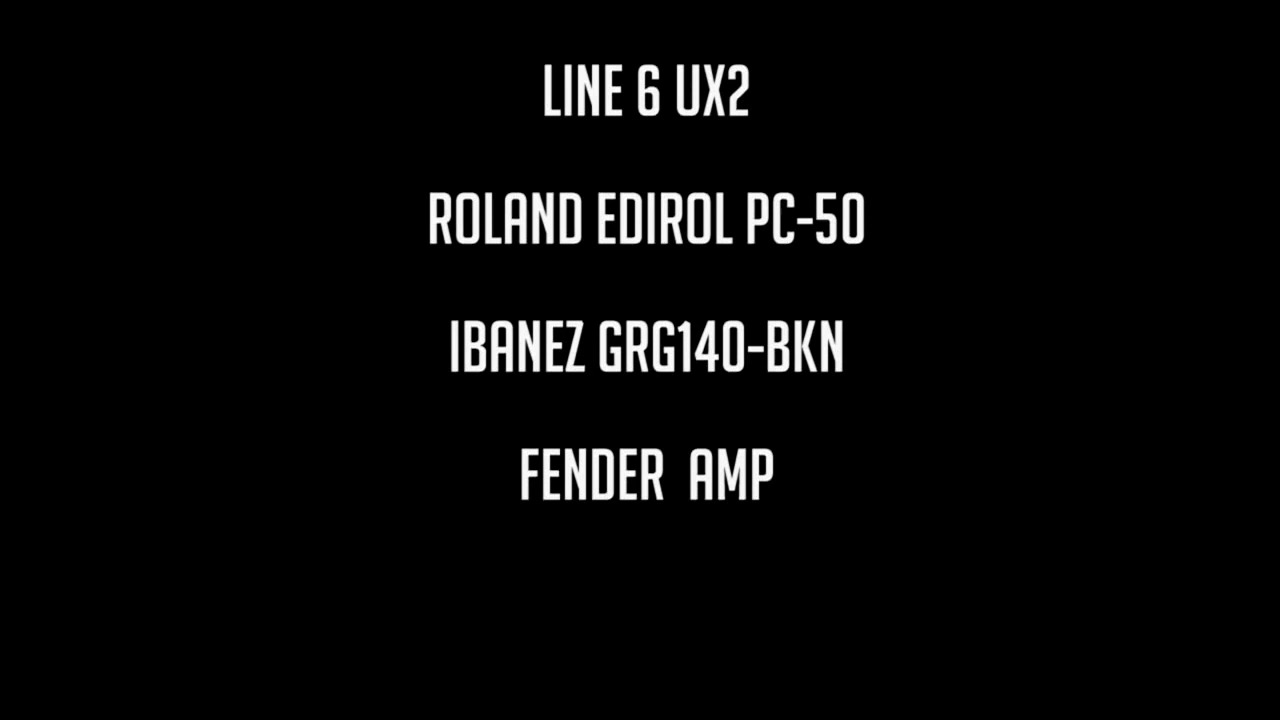 LINE 6 UX2
ROLAND EDIROL PC-50
IBANEZ GRG140-BKN
FENDER AMP